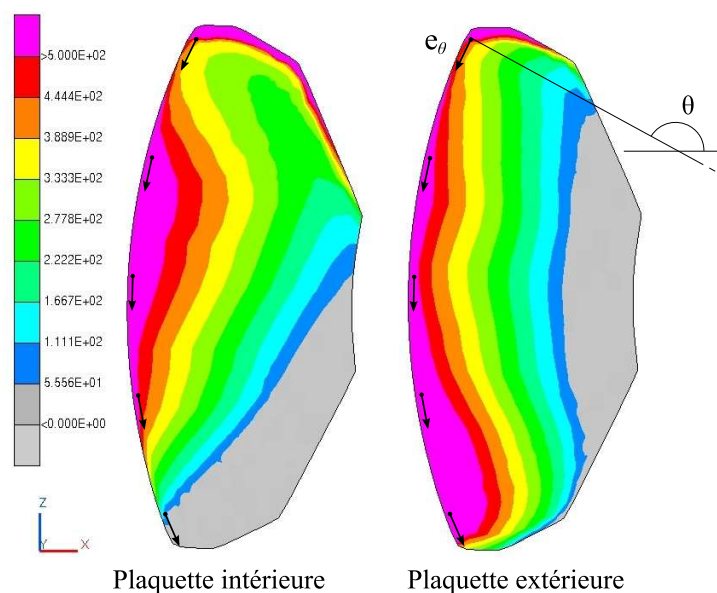 >5.000E+02
4.444E+02
3.889E+02
3.333E+02
2.778E+02
2.222E+02
1.667E+02
1.111E+02
5.556E+01
<0.000E+00
eθ
θ
Z
Y
X
Plaquette intérieure
Plaquette extérieure